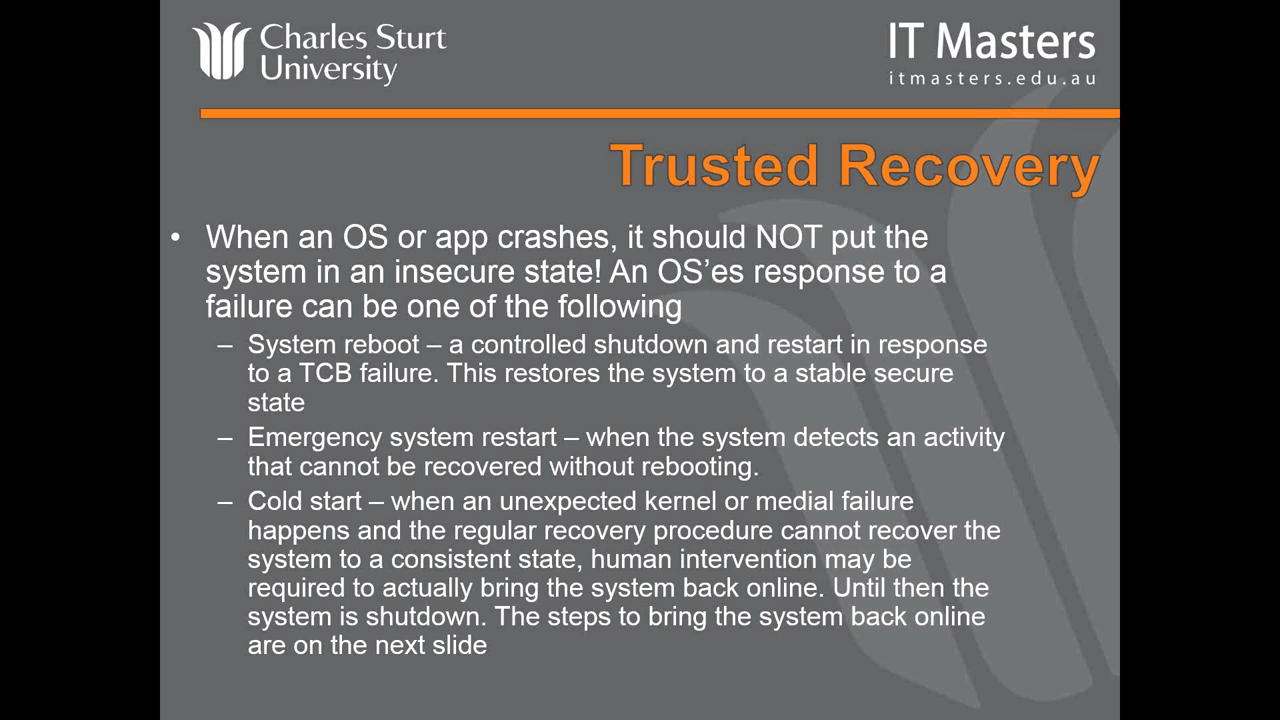 Charles Sturt
University
IT Masters
itmasters.edu.au
Trusted Recovery
• When an OS or app crashes, it should NOT put the
system in an insecure state! An OS’es response to a
failure can be one of the following
– System reboot – a controlled shutdown and restart in response
to a TCB failure. This restores the system to a stable secure
state
– Emergency system restart – when the system detects an activity
that cannot be recovered without rebooting.
– Cold start – when an unexpected kernel or medial failure
happens and the regular recovery procedure cannot recover the
system to a consistent state, human intervention may be
required to actually bring the system back online. Until then the
system is shutdown. The steps to bring the system back online
are on the next slide